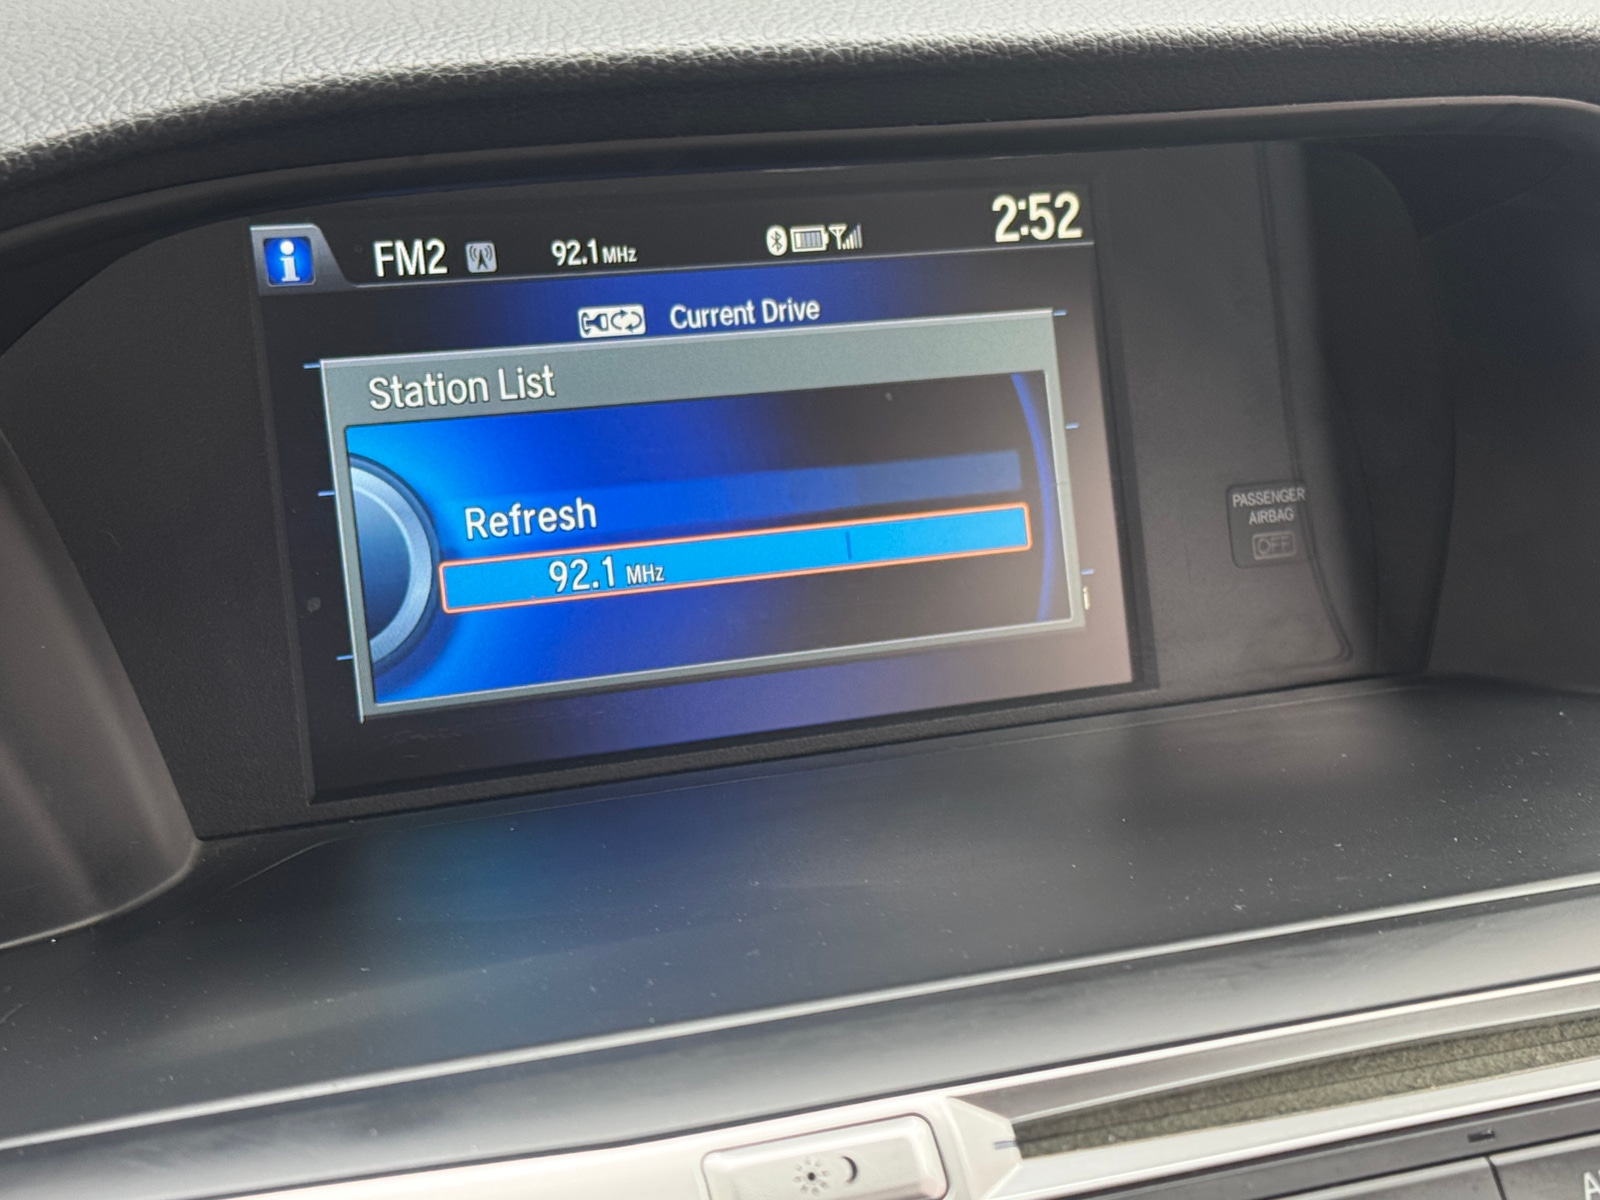 i FM2 92.1 MHz 2:52
Current Drive
Station List
Refresh
92.1 MHz
PASSENGER
AIRBAG
OFF